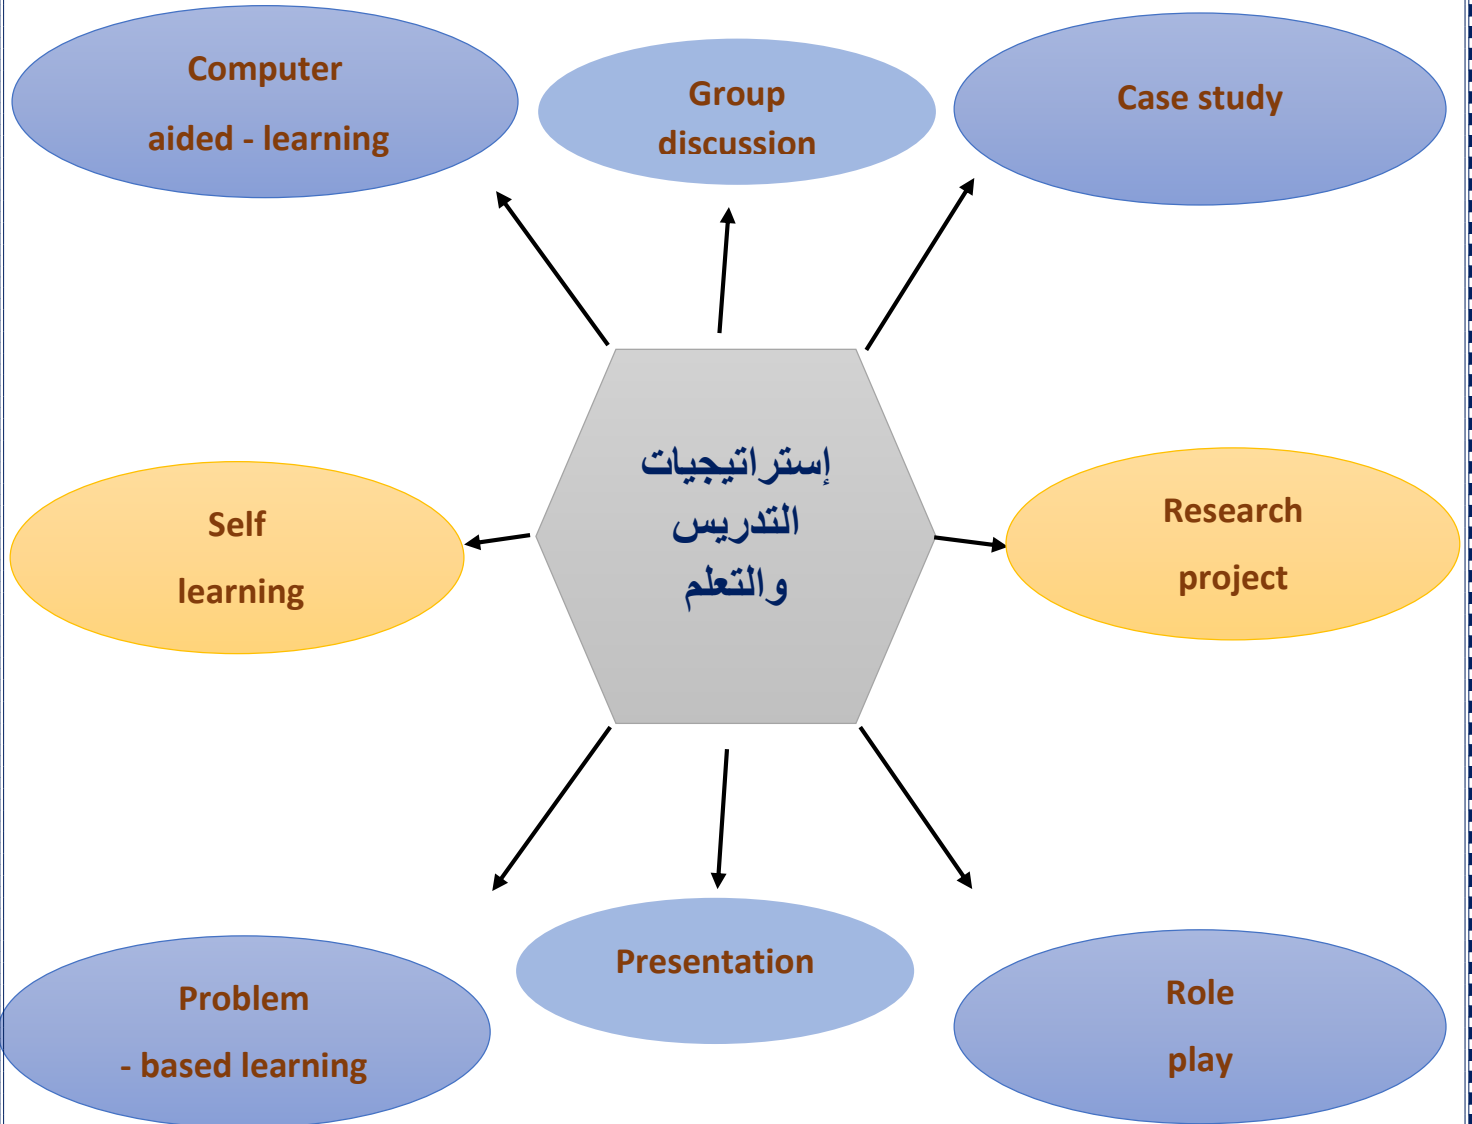 Computer
aided - learning
Group
discussion
Case study
إستراتيجيات
التدريس
والتعلم
Self
learning
Research
project
Problem
- based learning
Presentation
Role
play